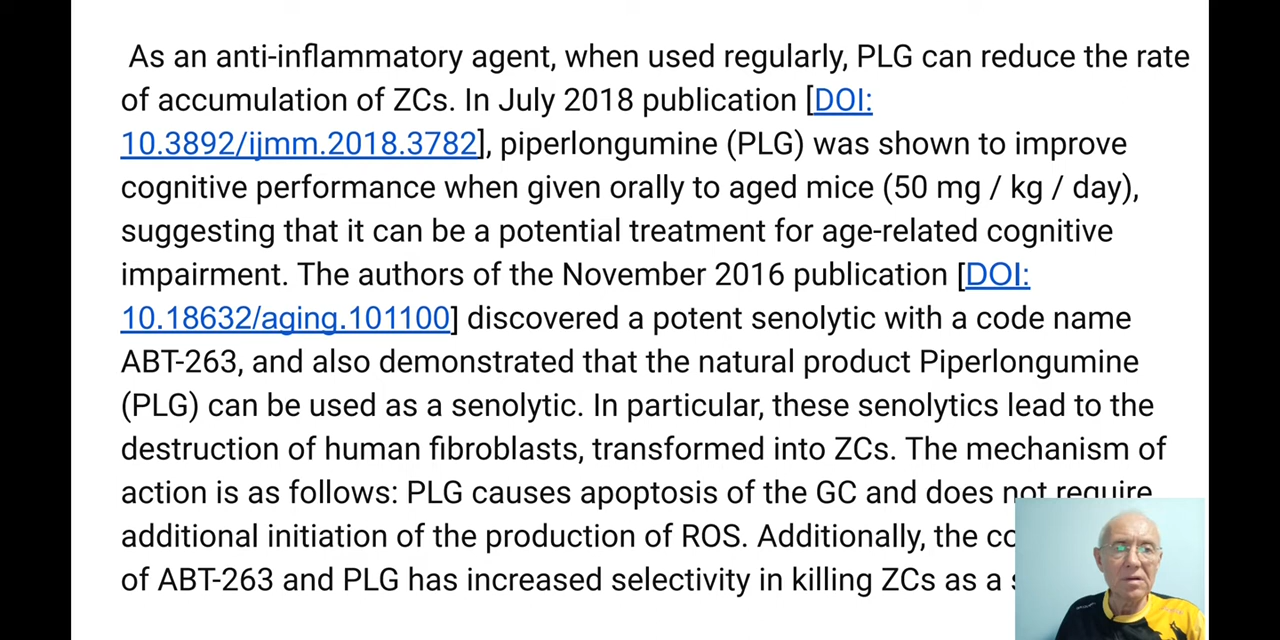 As an anti-inflammatory agent, when used regularly, PLG can reduce the rate
of accumulation of ZCs. In July 2018 publication [DOI:
10.3892/ijmm.2018.3782], piperlongumine (PLG) was shown to improve
cognitive performance when given orally to aged mice (50 mg / kg / day),
suggesting that it can be a potential treatment for age-related cognitive
impairment. The authors of the November 2016 publication [DOI:
10.18632/aging.101100] discovered a potent senolytic with a code name
ABT-263, and also demonstrated that the natural product Piperlongumine
(PLG) can be used as a senolytic. In particular, these senolytics lead to the
destruction of human fibroblasts, transformed into ZCs. The mechanism of
action is as follows: PLG causes apoptosis of the GC and does not require
additional initiation of the production of ROS. Additionally, the
of ABT-263 and PLG has increased selectivity in killing ZCs as a